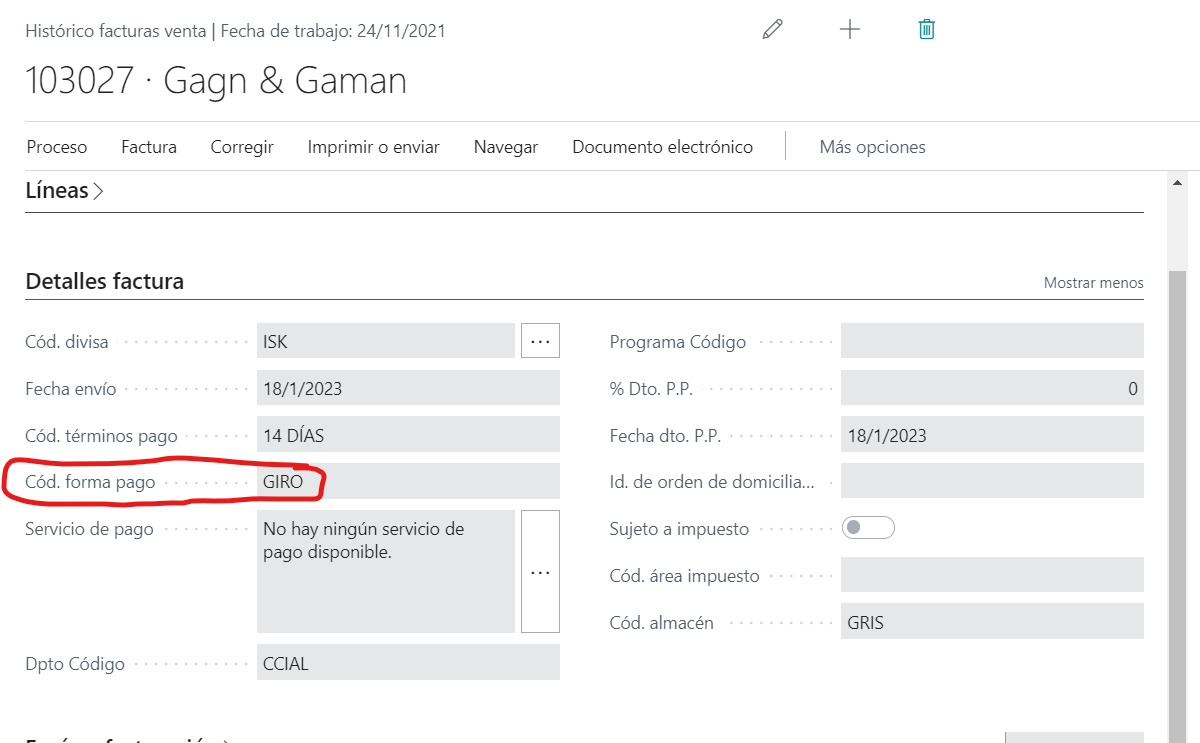 Histórico facturas venta | Fecha de trabajo: 24/11/2021
103027 · Gagn & Gaman
Proceso Factura Corregir Imprimir o enviar Navegar Documento electrónico Más opciones
Líneas
Detalles factura Mostrar menos
Cód. divisa ISK ...
Fecha envío 18/1/2023
Cód. términos pago 14 DÍAS
Cód. forma pago GIRO
Servicio de pago No hay ningún servicio de
pago disponible. ...
Dpto Código CCIAL
Programa Código
% Dto. P.P. 0
Fecha dto. P.P. 18/1/2023
Id. de orden de domicilia...
Sujeto a impuesto
Cód. área impuesto
Cód. almacén GRIS